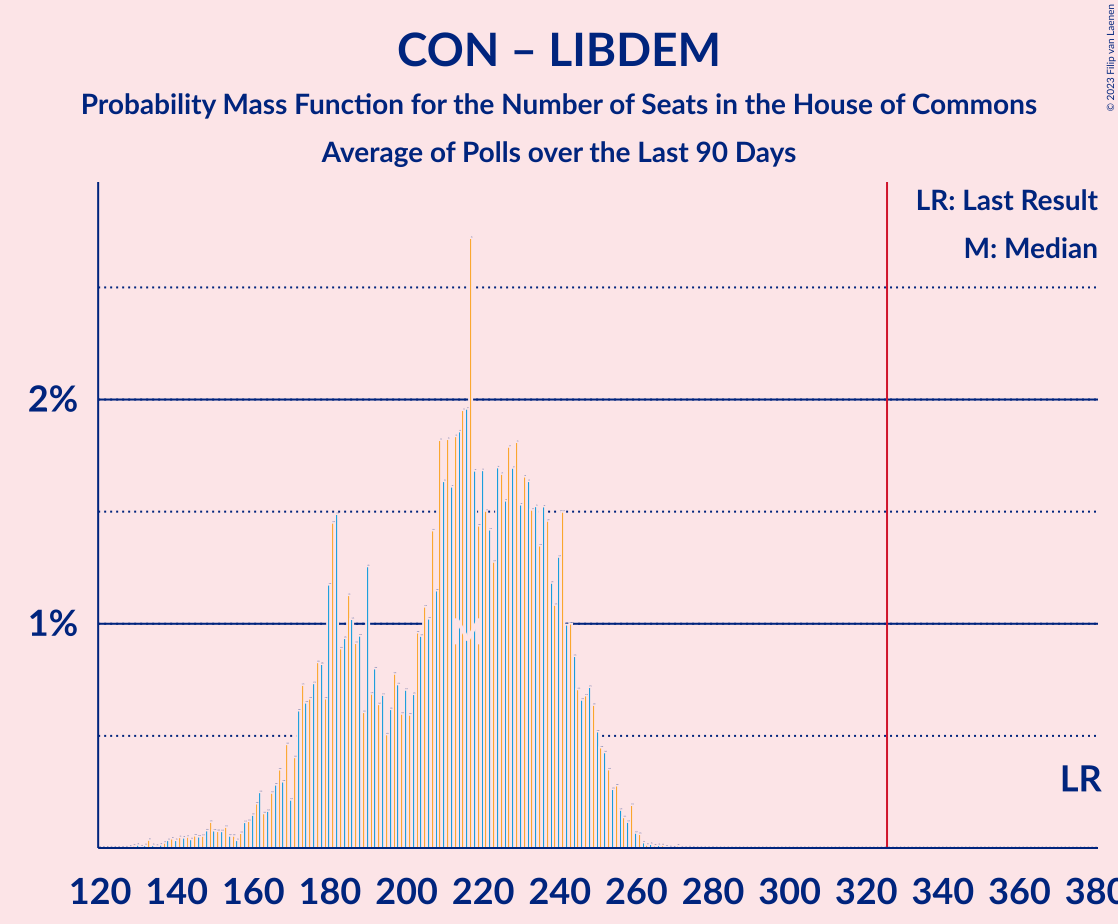 CON – LIBDEM
Probability Mass Function for the Number of Seats in the House of Commons
Average of Polls over the Last 90 Days
© 2023 Filip van Laenen
LR: Last Result
M: Median
2%
1%
M
LR
120 140 160 180 200 220 240 260 280 300 320 340 360 380